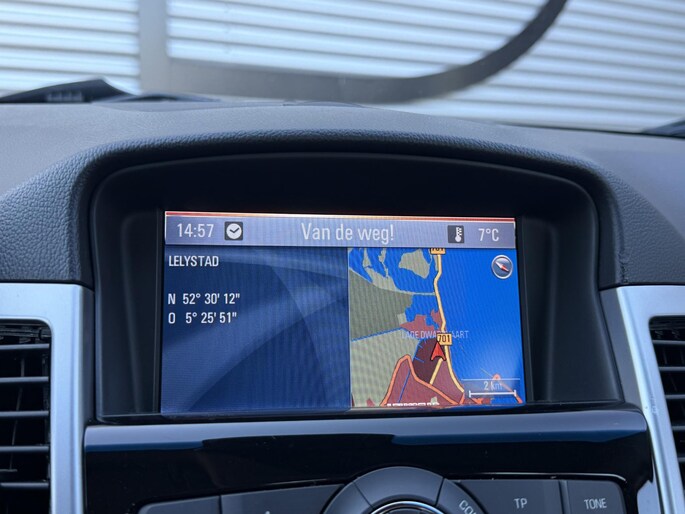 14:57 Van de weg! 7°C
LELYSTAD
N 52° 30' 12"
O 5° 25' 51"
701
2 km
TP
TONE